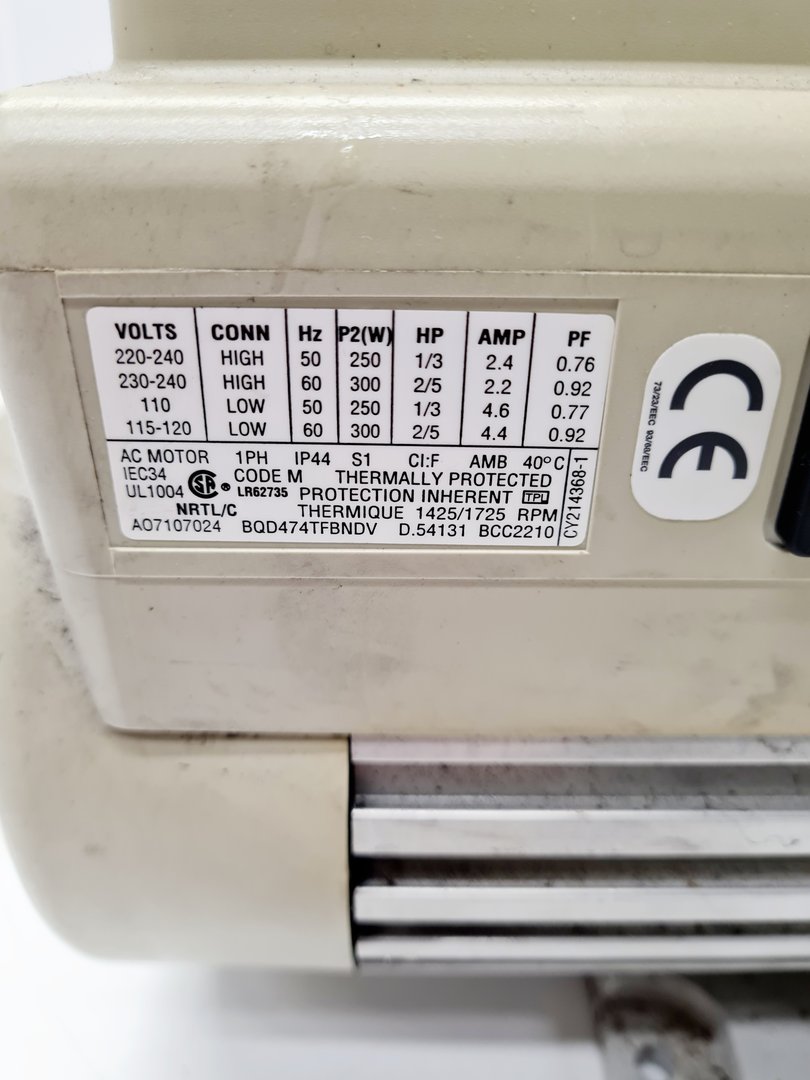 VOLTS CONN Hz P2(W) HP AMP PF
220-240 HIGH 50 250 1/3 2.4 0.76
230-240 HIGH 60 300 2/5 2.2 0.92
110 LOW 50 250 1/3 4.6 0.77
115-120 LOW 60 300 2/5 4.4 0.92
AC MOTOR 1PH IP44 S1 CI:F AMB 40°C
IEC34 CODE M THERMALLY PROTECTED
UL1004 SA ® LR62735 PROTECTION INHERENT TPL
NRTL/C THERMIQUE 1425/1725 RPM
AO7107024 BQD474TFBNDV D.54131 BCC2210
CY214368-1
CE
73/23/EEC 93/68/EEC